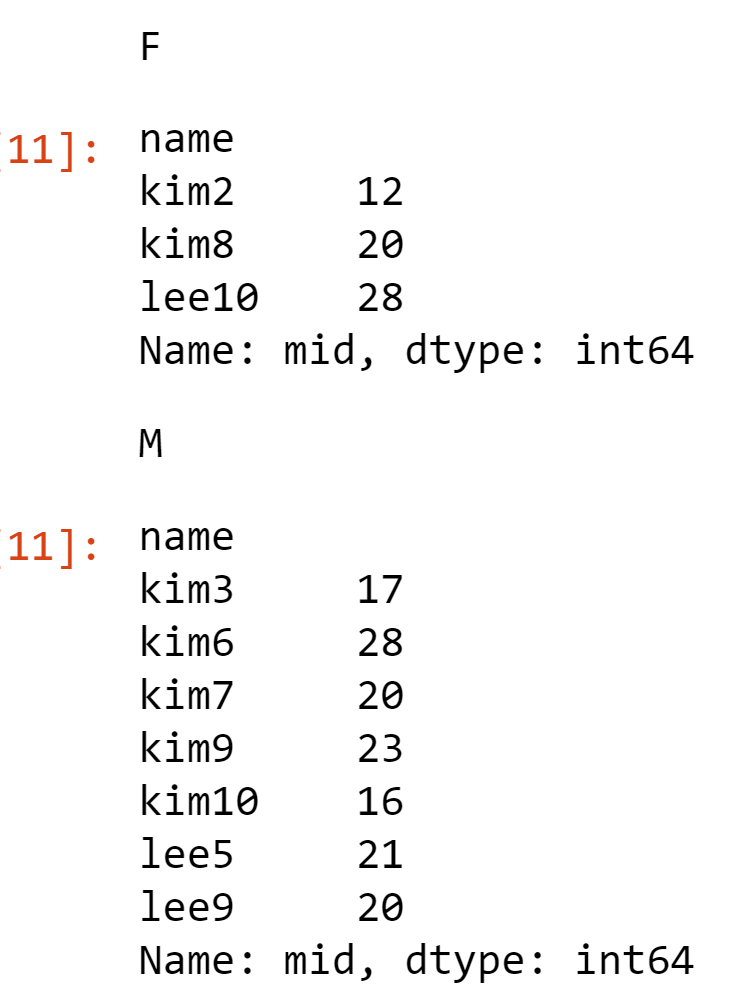 F
[11]: name
kim2 12
kim8 20
lee10 28
Name: mid, dtype: int64
M
[11]: name
kim3 17
kim6 28
kim7 20
kim9 23
kim10 16
lee5 21
lee9 20
Name: mid, dtype: int64